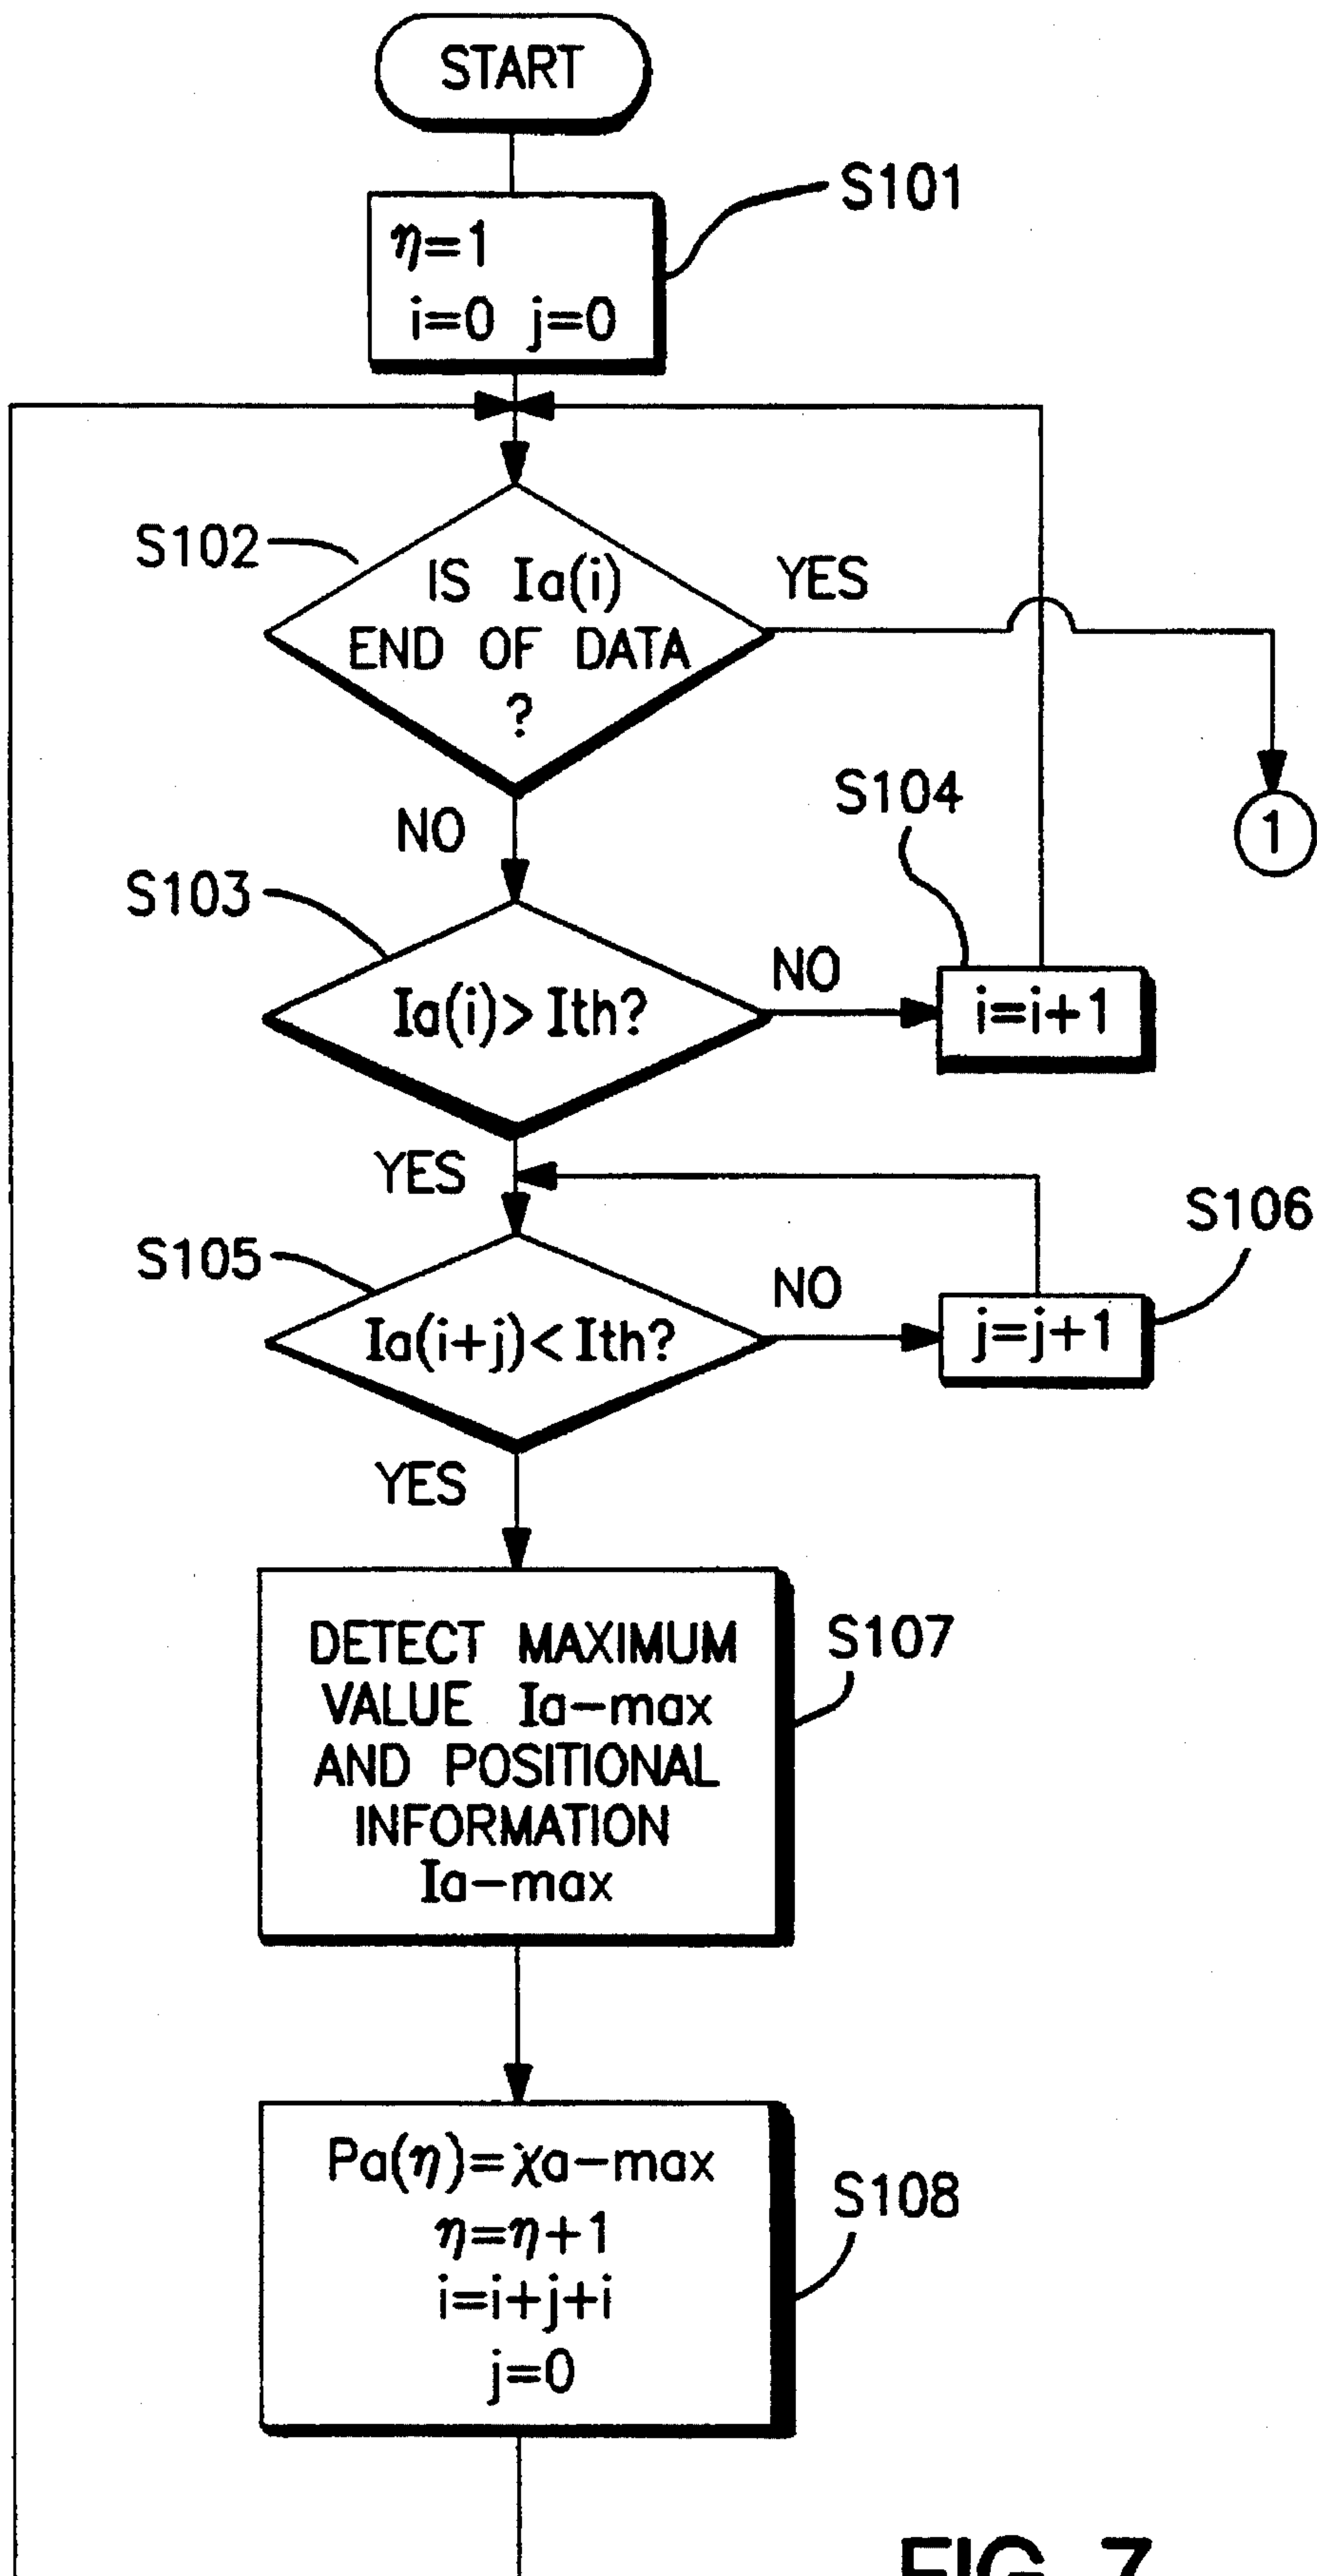 START
S101
η=1
i=0 j=0
S102
IS Ia(i)
END OF DATA
?
YES
1
NO
S103
Ia(i)>Ith?
NO
S104
i=i+1
YES
S105
Ia(i+j)<Ith?
NO
S106
j=j+1
YES
DETECT MAXIMUM
VALUE Ia-max
AND POSITIONAL
INFORMATION
Ia-max
S107
Pa(η)=χa-max
η=η+1
i=i+j+i
j=0
S108
FIG. 7